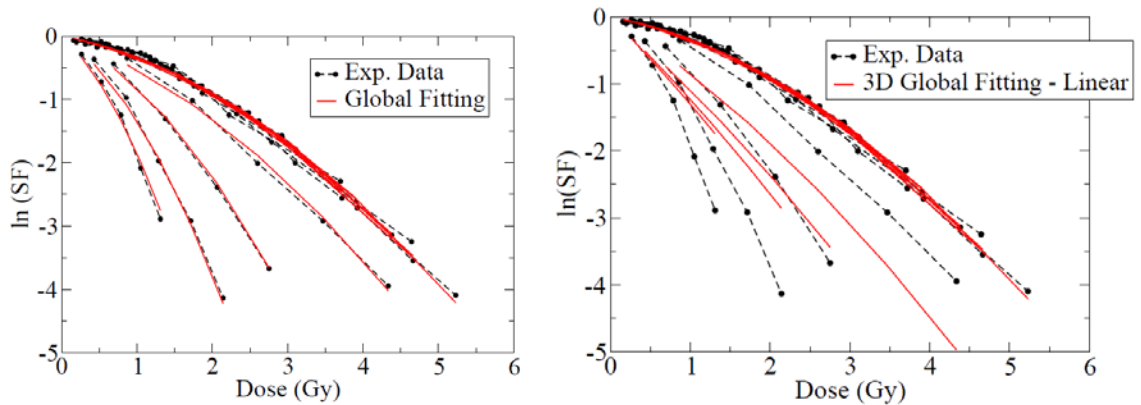 0
-1
-2
-3
-4
-5
ln (SF)
Exp. Data
Global Fitting
0 1 2 3 4 5 6
Dose (Gy)
0
-1
-2
-3
-4
-5
ln(SF)
Exp. Data
3D Global Fitting - Linear
0 1 2 3 4 5 6
Dose (Gy)